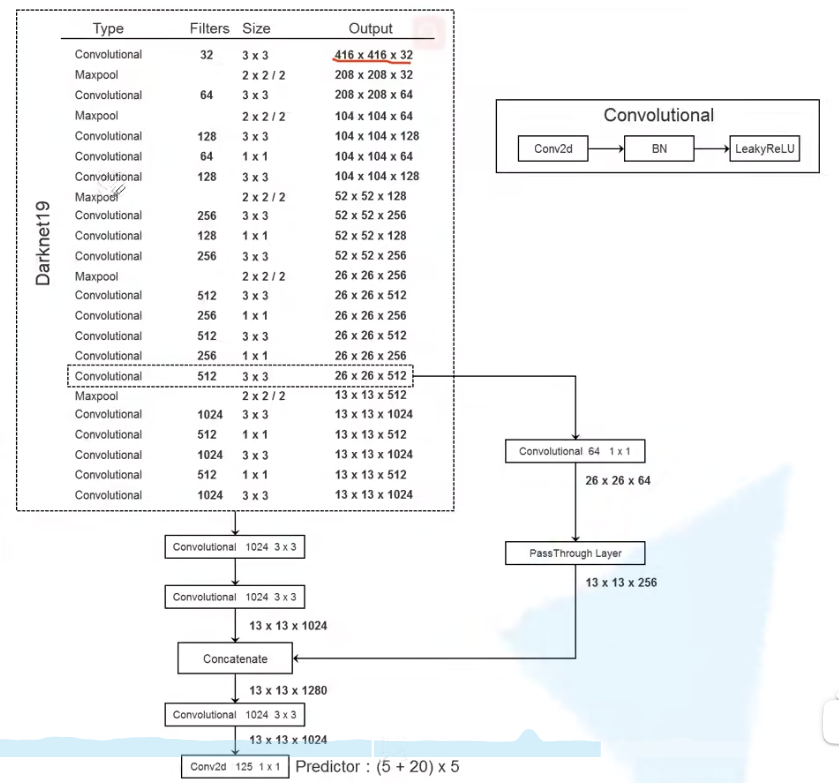 Type Filters Size Output
Convolutional 32 3 x 3 416 x 416 x 32
Maxpool 2 x 2 / 2 208 x 208 x 32
Convolutional 64 3 x 3 208 x 208 x 64
Maxpool 2 x 2 / 2 104 x 104 x 64
Convolutional 128 3 x 3 104 x 104 x 128
Convolutional 64 1 x 1 104 x 104 x 64
Convolutional 128 3 x 3 104 x 104 x 128
Maxpool 2 x 2 / 2 52 x 52 x 128
Convolutional 256 3 x 3 52 x 52 x 256
Convolutional 128 1 x 1 52 x 52 x 128
Convolutional 256 3 x 3 52 x 52 x 256
Maxpool 2 x 2 / 2 26 x 26 x 256
Convolutional 512 3 x 3 26 x 26 x 512
Convolutional 256 1 x 1 26 x 26 x 256
Convolutional 512 3 x 3 26 x 26 x 512
Convolutional 256 1 x 1 26 x 26 x 256
Convolutional 512 3 x 3 26 x 26 x 512
Maxpool 2 x 2 / 2 13 x 13 x 512
Convolutional 1024 3 x 3 13 x 13 x 1024
Convolutional 512 1 x 1 13 x 13 x 512
Convolutional 1024 3 x 3 13 x 13 x 1024
Convolutional 512 1 x 1 13 x 13 x 512
Convolutional 1024 3 x 3 13 x 13 x 1024
Darknet19
Convolutional
Conv2d BN LeakyReLU
Convolutional 64 1 x 1
26 x 26 x 64
PassThrough Layer
13 x 13 x 256
Convolutional 1024 3 x 3
Convolutional 1024 3 x 3
13 x 13 x 1024
Concatenate
13 x 13 x 1280
Convolutional 1024 3 x 3
13 x 13 x 1024
Conv2d 125 1 x 1 Predictor : (5 + 20) x 5